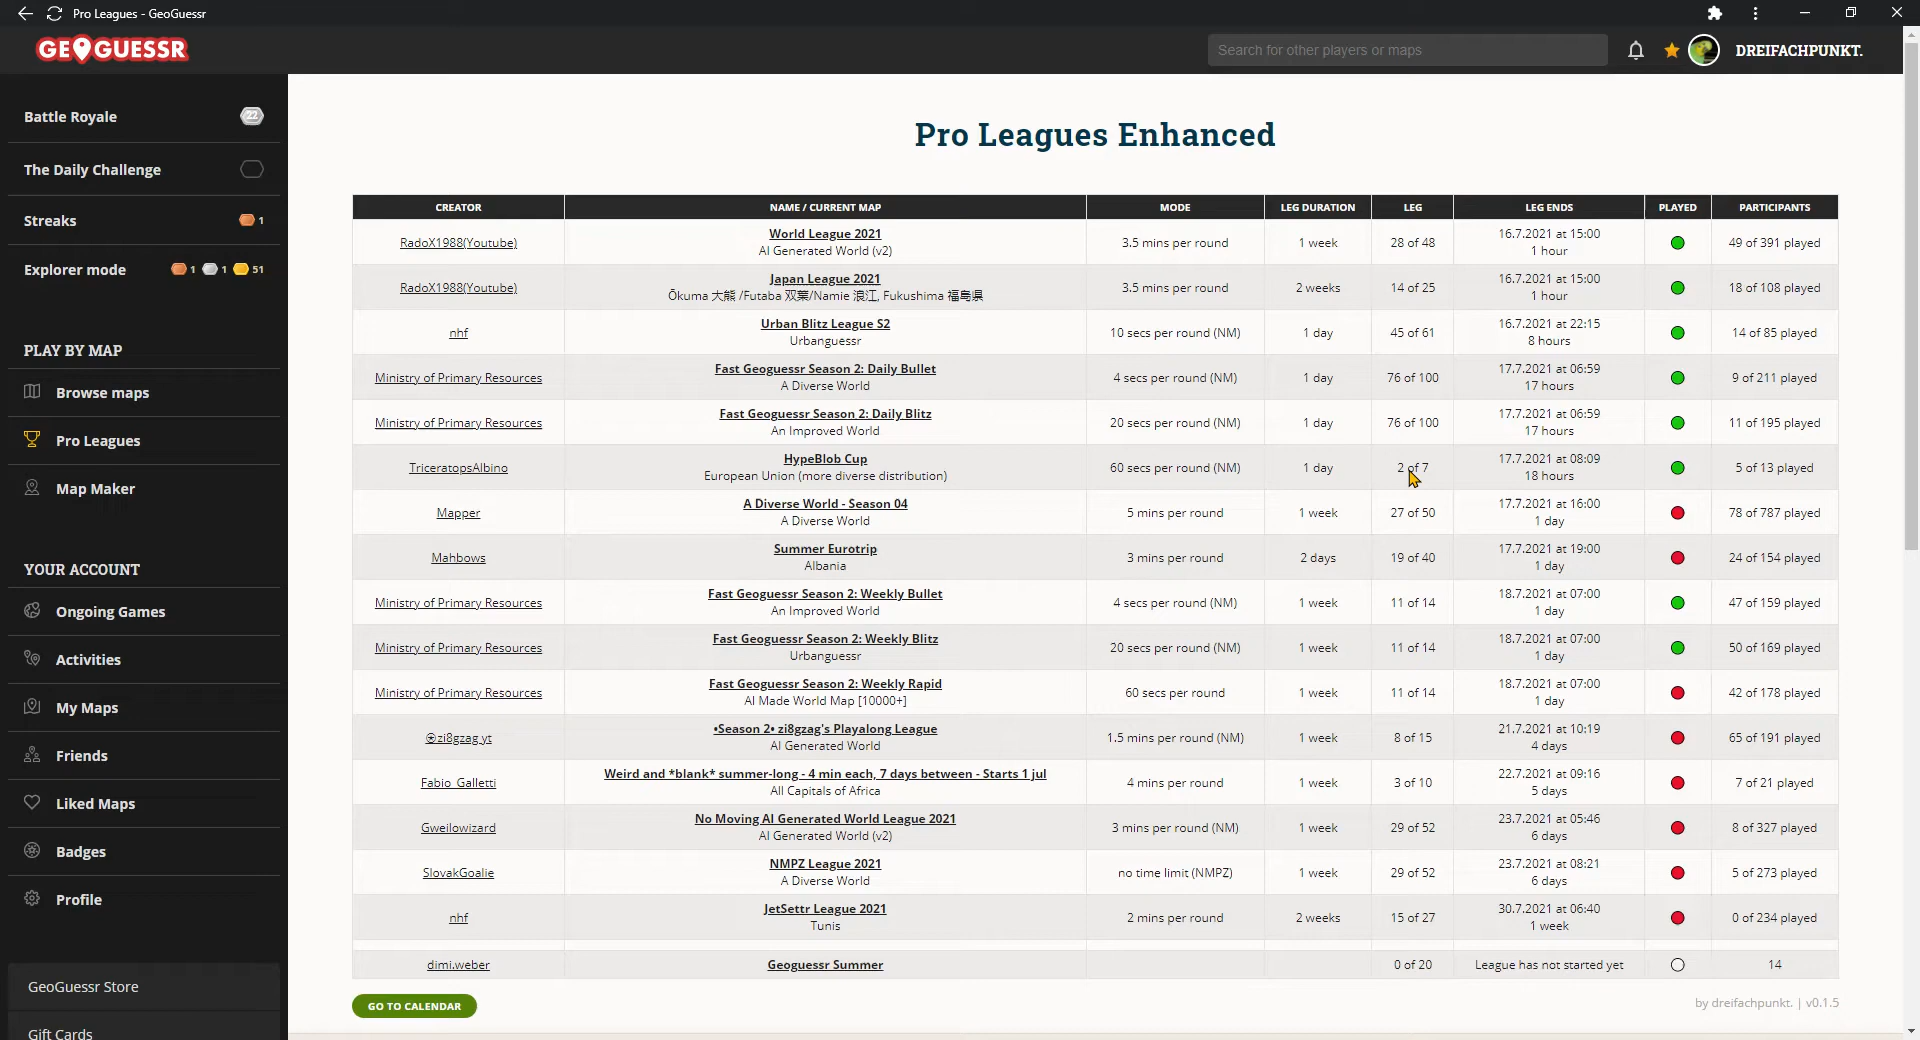 Pro Leagues - GeoGuessr
GEOGUESSR
Search for other players or maps
DREIFACHPUNKT.
Battle Royale 22
The Daily Challenge
Streaks 1
Explorer mode 1 1 51
PLAY BY MAP
Browse maps
Pro Leagues
Map Maker
YOUR ACCOUNT
Ongoing Games
Activities
My Maps
Friends
Liked Maps
Badges
Profile
GeoGuessr Store
Gift Cards
Pro Leagues Enhanced
CREATOR NAME / CURRENT MAP MODE LEG DURATION LEG LEG ENDS PLAYED PARTICIPANTS
RadoX1988(Youtube) World League 2021 3.5 mins per round 1 week 28 of 48 16.7.2021 at 15:00 49 of 391 played
AI Generated World (v2) 1 hour
RadoX1988(Youtube) Japan League 2021 3.5 mins per round 2 weeks 14 of 25 16.7.2021 at 15:00 18 of 108 played
Ōkuma 大熊 /Futaba 双葉/Namie 浪江, Fukushima 福島県 1 hour
nhf Urban Blitz League S2 10 secs per round (NM) 1 day 45 of 61 16.7.2021 at 22:15 14 of 85 played
Urbanguessr 8 hours
Ministry of Primary Resources Fast Geoguessr Season 2: Daily Bullet 4 secs per round (NM) 1 day 76 of 100 17.7.2021 at 06:59 9 of 211 played
A Diverse World 17 hours
Ministry of Primary Resources Fast Geoguessr Season 2: Daily Blitz 20 secs per round (NM) 1 day 76 of 100 17.7.2021 at 06:59 11 of 195 played
An Improved World 17 hours
TriceratopsAlbino HypeBlob Cup 60 secs per round (NM) 1 day 2 of 7 17.7.2021 at 08:09 5 of 13 played
European Union (more diverse distribution) 18 hours
Mapper A Diverse World - Season 04 5 mins per round 1 week 27 of 50 17.7.2021 at 16:00 78 of 787 played
A Diverse World 1 day
Mahbows Summer Eurotrip 3 mins per round 2 days 19 of 40 17.7.2021 at 19:00 24 of 154 played
Albania 1 day
Ministry of Primary Resources Fast Geoguessr Season 2: Weekly Bullet 4 secs per round (NM) 1 week 11 of 14 18.7.2021 at 07:00 47 of 159 played
An Improved World 1 day
Ministry of Primary Resources Fast Geoguessr Season 2: Weekly Blitz 20 secs per round (NM) 1 week 11 of 14 18.7.2021 at 07:00 50 of 169 played
Urbanguessr 1 day
Ministry of Primary Resources Fast Geoguessr Season 2: Weekly Rapid 60 secs per round 1 week 11 of 14 18.7.2021 at 07:00 42 of 178 played
AI Made World Map [10000+] 1 day
zi8gzag yt •Season 2• zi8gzag's Playalong League 1.5 mins per round (NM) 1 week 8 of 15 21.7.2021 at 10:19 65 of 191 played
AI Generated World 4 days
Fabio_Galletti Weird and *blank* summer-long - 4 min each, 7 days between - Starts 1 jul 4 mins per round 1 week 3 of 10 22.7.2021 at 09:16 7 of 21 played
All Capitals of Africa 5 days
Gweilowizard No Moving AI Generated World League 2021 3 mins per round (NM) 1 week 29 of 52 23.7.2021 at 05:46 8 of 327 played
AI Generated World (v2) 6 days
SlovakGoalie NMPZ League 2021 no time limit (NMPZ) 1 week 29 of 52 23.7.2021 at 08:21 5 of 273 played
A Diverse World 6 days
nhf JetSettr League 2021 2 mins per round 2 weeks 15 of 27 30.7.2021 at 06:40 0 of 234 played
Tunis 1 week
dimi.weber Geoguessr Summer 0 of 20 League has not started yet 14
GO TO CALENDAR
by dreifachpunkt. | v0.1.5